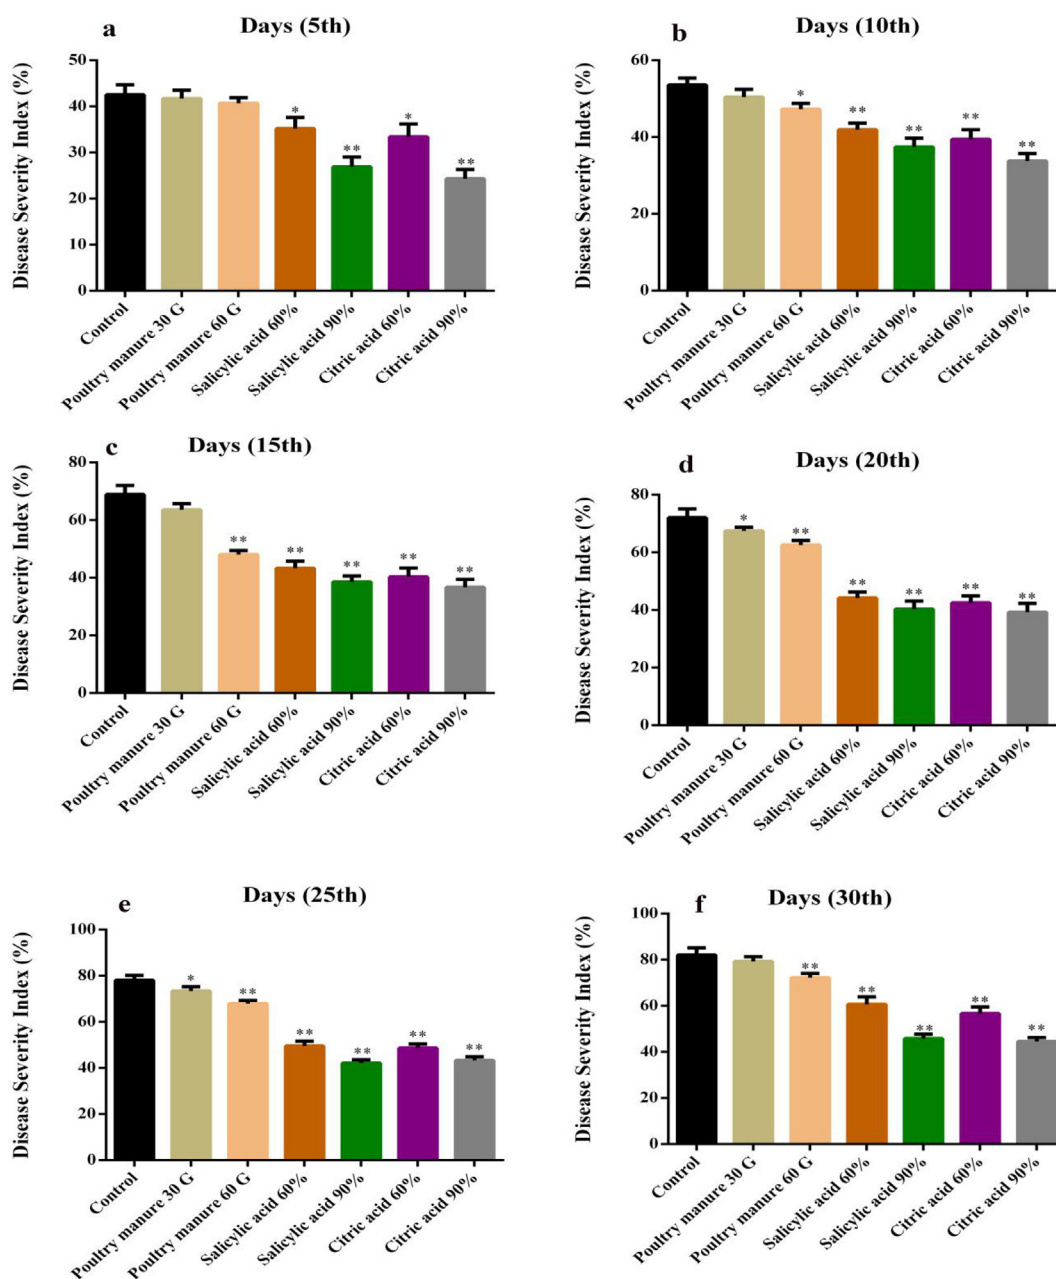 a
Days (5th)
Disease Severity Index (%)
50
40
30
20
10
0
*
**
*
**
Control
Poultry manure 30 G
Poultry manure 60 G
Salicylic acid 60%
Salicylic acid 90%
Citric acid 60%
Citric acid 90%
b
Days (10th)
Disease Severity Index (%)
60
40
20
0
*
**
**
**
**
Control
Poultry manure 30 G
Poultry manure 60 G
Salicylic acid 60%
Salicylic acid 90%
Citric acid 60%
Citric acid 90%
c
Days (15th)
Disease Severity Index (%)
80
60
40
20
0
**
**
**
**
**
Control
Poultry manure 30 G
Poultry manure 60 G
Salicylic acid 60%
Salicylic acid 90%
Citric acid 60%
Citric acid 90%
d
Days (20th)
Disease Severity Index (%)
80
60
40
20
0
*
**
**
**
**
**
Control
Poultry manure 30 G
Poultry manure 60 G
Salicylic acid 60%
Salicylic acid 90%
Citric acid 60%
Citric acid 90%
e
Days (25th)
Disease Severity Index (%)
100
80
60
40
20
0
*
**
**
**
**
**
Control
Poultry manure 30 G
Poultry manure 60 G
Salicylic acid 60%
Salicylic acid 90%
Citric acid 60%
Citric acid 90%
f
Days (30th)
Disease Severity Index (%)
100
80
60
40
20
0
**
**
**
**
**
Control
Poultry manure 30 G
Poultry manure 60 G
Salicylic acid 60%
Salicylic acid 90%
Citric acid 60%
Citric acid 90%